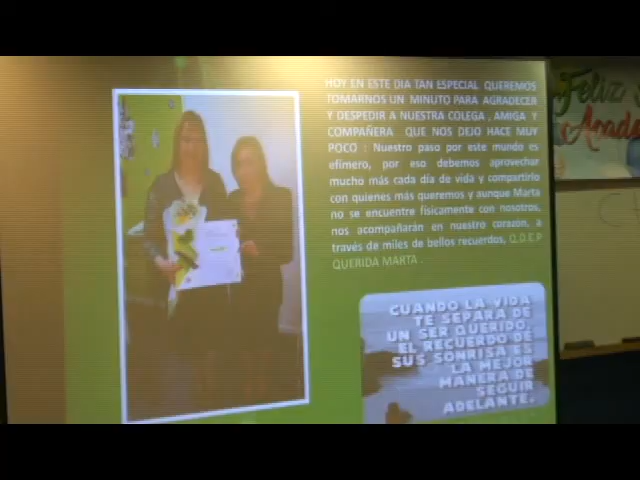 HOY EN ESTE DIA TAN ESPECIAL QUEREMOS
TOMARNOS UN MINUTO PARA AGRADECER
Y DESPEDIR A NUESTRA COLEGA , AMIGA Y
COMPAÑERA QUE NOS DEJO HACE MUY
POCO : Nuestro paso por este mundo es
efímero, por eso debemos aprovechar
mucho más cada día de vida y compartirlo
con quienes más queremos y aunque Marta
no se encuentre físicamente con nosotros,
nos acompañarán en nuestro corazón, a
través de miles de bellos recuerdos, Q.D.E.P
QUERIDA MARTA .
CUANDO LA VIDA
TE SEPARA DE
UN SER QUERIDO,
EL RECUERDO DE
SUS SONRISA ES
LA MEJOR
MANERA DE
SEGUIR
ADELANTE.
Feliz